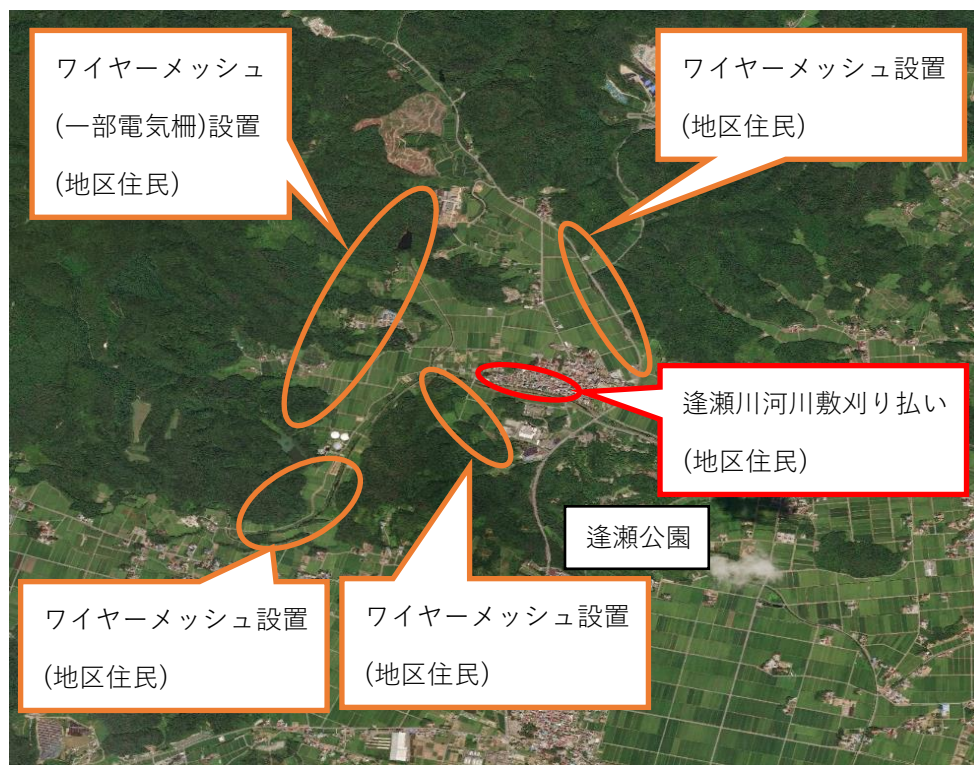 ワイヤーメッシュ
(一部電気柵)設置
(地区住民)
ワイヤーメッシュ設置
(地区住民)
逢瀬川河川敷刈り払い
(地区住民)
逢瀬公園
ワイヤーメッシュ設置
(地区住民)
ワイヤーメッシュ設置
(地区住民)